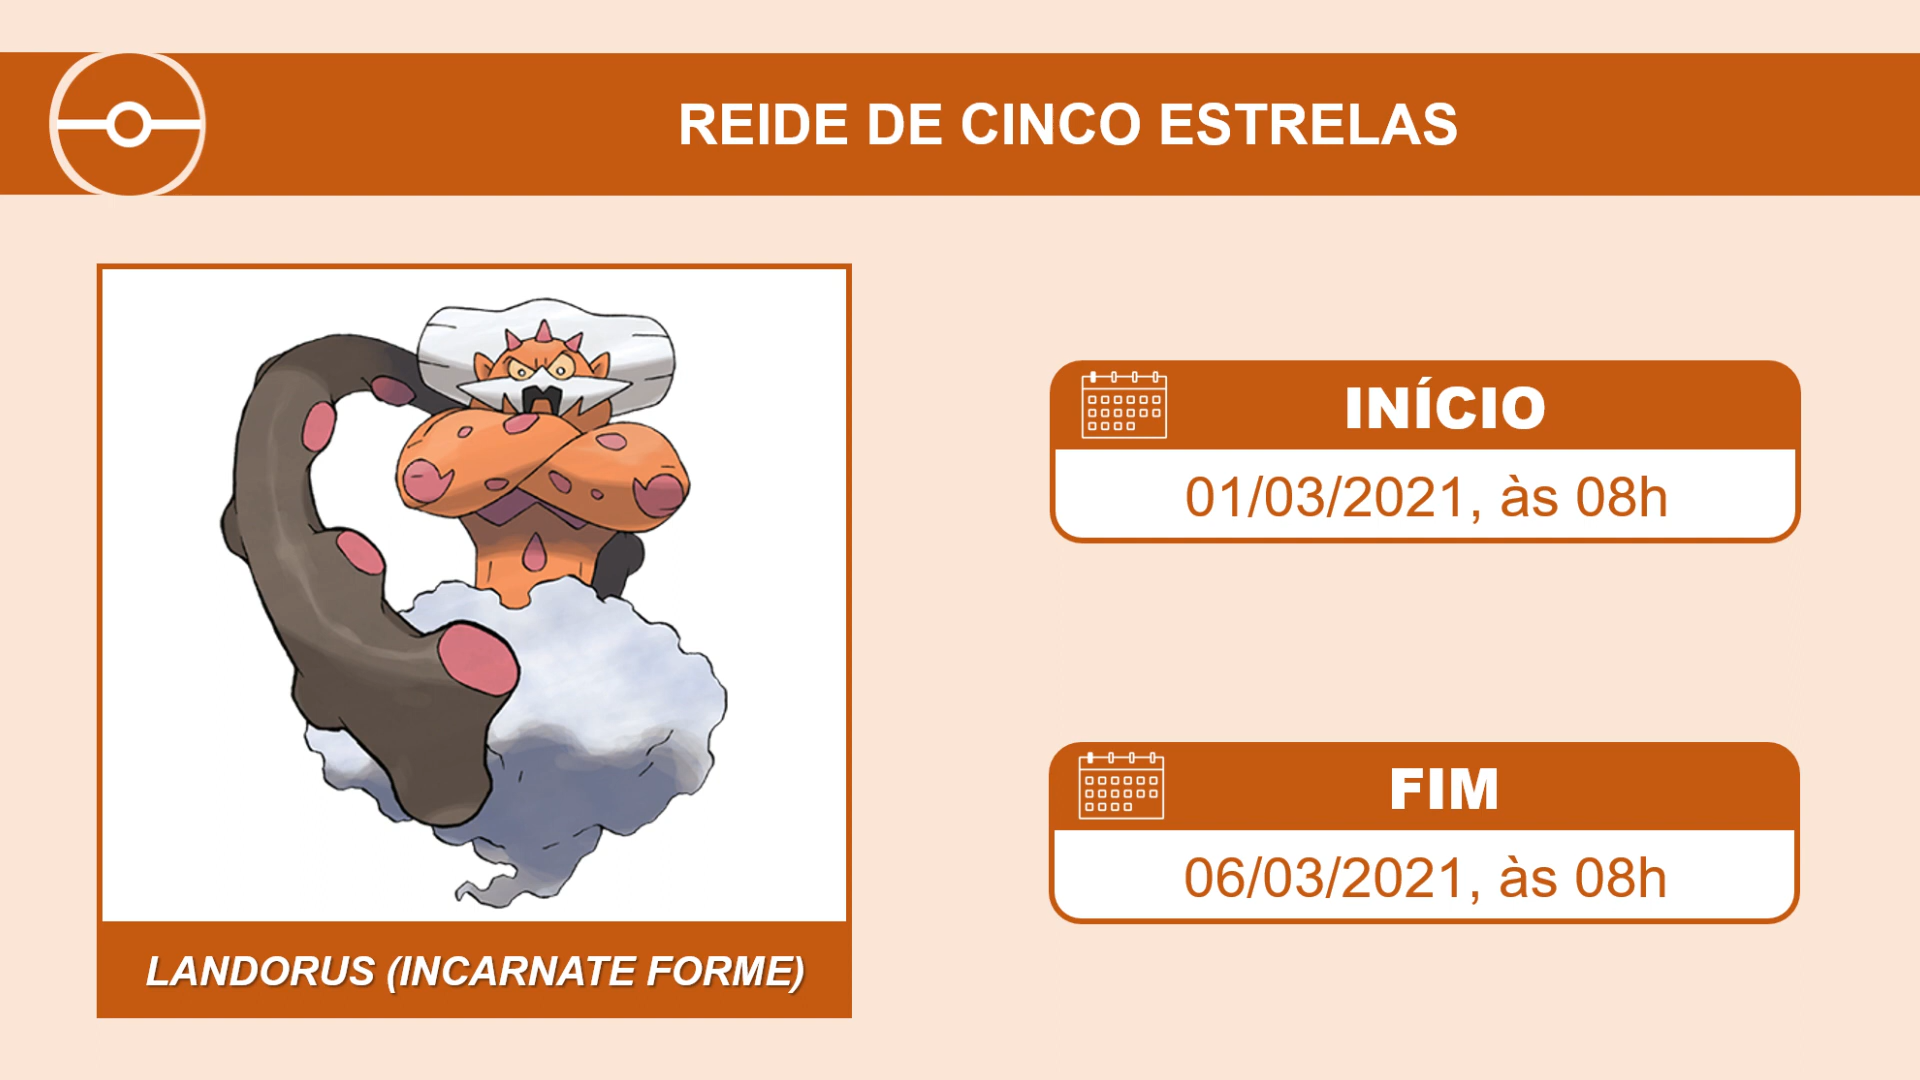 REIDE DE CINCO ESTRELAS
LANDORUS (INCARNATE FORME)
INÍCIO
01/03/2021, às 08h
FIM
06/03/2021, às 08h